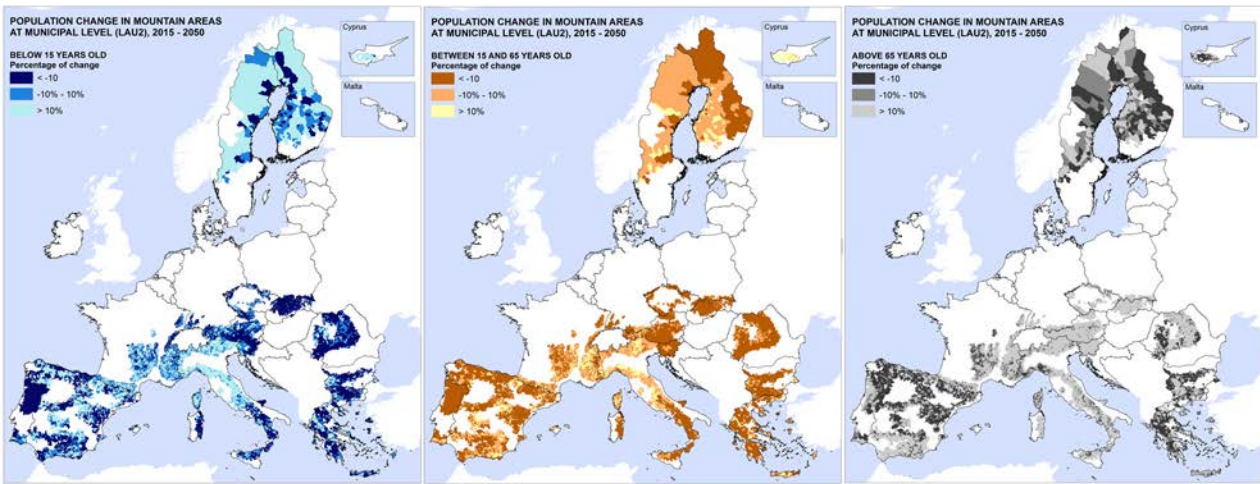 POPULATION CHANGE IN MOUNTAIN AREAS
AT MUNICIPAL LEVEL (LAU2), 2015 - 2050
BELOW 15 YEARS OLD
Percentage of change
< -10
-10% - 10%
> 10%
Cyprus
Malta
POPULATION CHANGE IN MOUNTAIN AREAS
AT MUNICIPAL LEVEL (LAU2), 2015 - 2050
BETWEEN 15 AND 65 YEARS OLD
Percentage of change
< -10
-10% - 10%
> 10%
Cyprus
Malta
POPULATION CHANGE IN MOUNTAIN AREAS
AT MUNICIPAL LEVEL (LAU2), 2015 - 2050
ABOVE 65 YEARS OLD
Percentage of change
< -10
-10% - 10%
> 10%
Cyprus
Malta